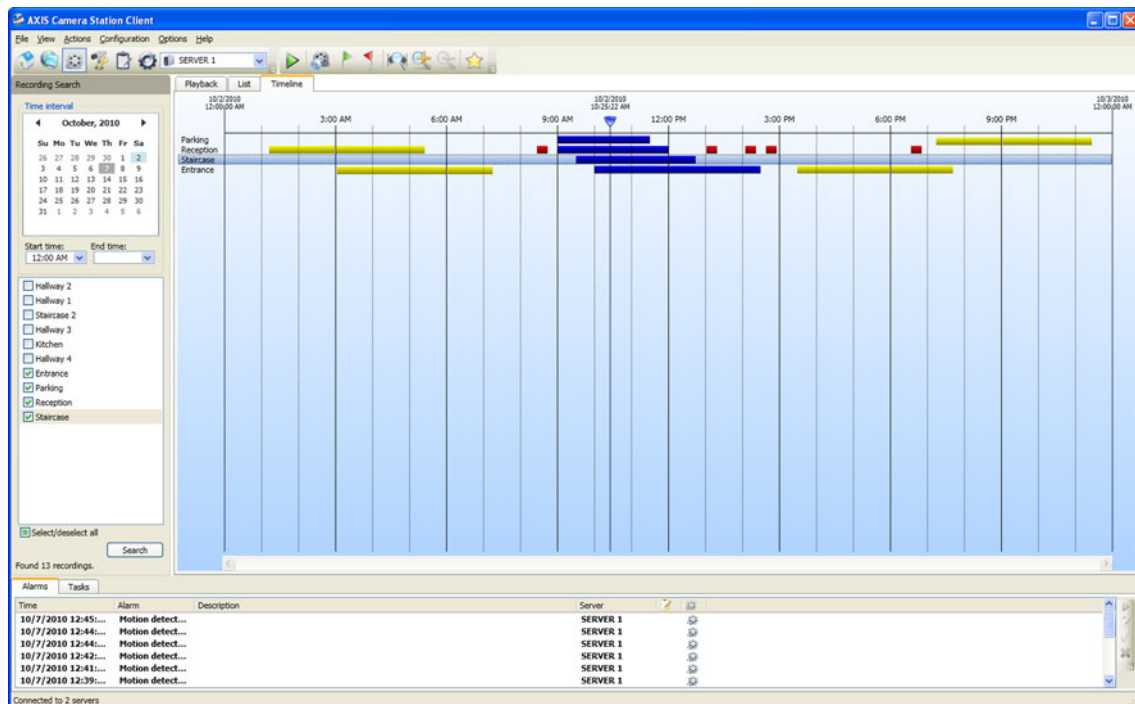 AXIS Camera Station Client
File View Actions Configuration Options Help
SERVER 1
Recording Search
Playback List Timeline
Time interval
October, 2010
Su Mo Tu We Th Fr Sa
26 27 28 29 30 1 2
3 4 5 6 7 8 9
10 11 12 13 14 15 16
17 18 19 20 21 22 23
24 25 26 27 28 29 30
31 1 2 3 4 5 6
Start time: End time:
12:00 AM
Hallway 2
Hallway 1
Staircase 2
Hallway 3
Kitchen
Hallway 4
Entrance
Parking
Reception
Staircase
Select/deselect all
Search
Found 13 recordings.
10/2/2010 10/2/2010 10/3/2010
12:00:00 AM 10:25:22 AM 12:00:00 AM
3:00 AM 6:00 AM 9:00 AM 12:00 PM 3:00 PM 6:00 PM 9:00 PM
Parking
Reception
Staircase
Entrance
Alarms Tasks
Time Alarm Description Server
10/7/2010 12:45:... Motion detect... SERVER 1
10/7/2010 12:44:... Motion detect... SERVER 1
10/7/2010 12:44:... Motion detect... SERVER 1
10/7/2010 12:42:... Motion detect... SERVER 1
10/7/2010 12:41:... Motion detect... SERVER 1
10/7/2010 12:39:... Motion detect... SERVER 1
Connected to 2 servers